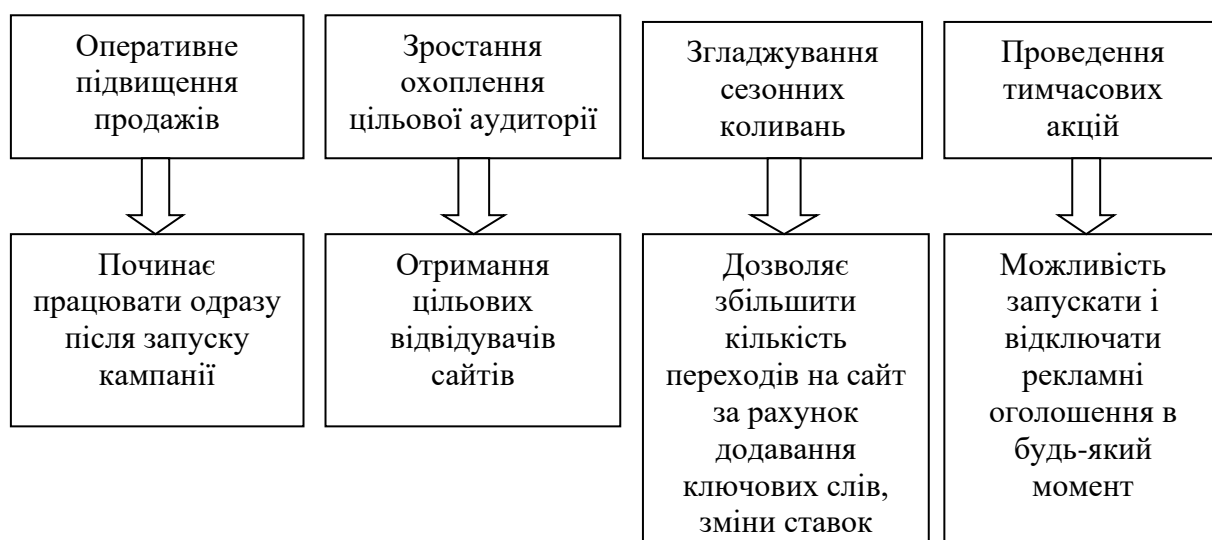 Оперативне
підвищення
продажів
Зростання
охоплення
цільової аудиторії
Згладжування
сезонних
коливань
Проведення
тимчасових
акцій
Починає
працювати одразу
після запуску
кампанії
Отримання
цільових
відвідувачів
сайтів
Дозволяє
збільшити
кількість
переходів на сайт
за рахунок
додавання
ключових слів,
зміни ставок
Можливість
запускати і
відключати
рекламні
оголошення в
будь-який
момент